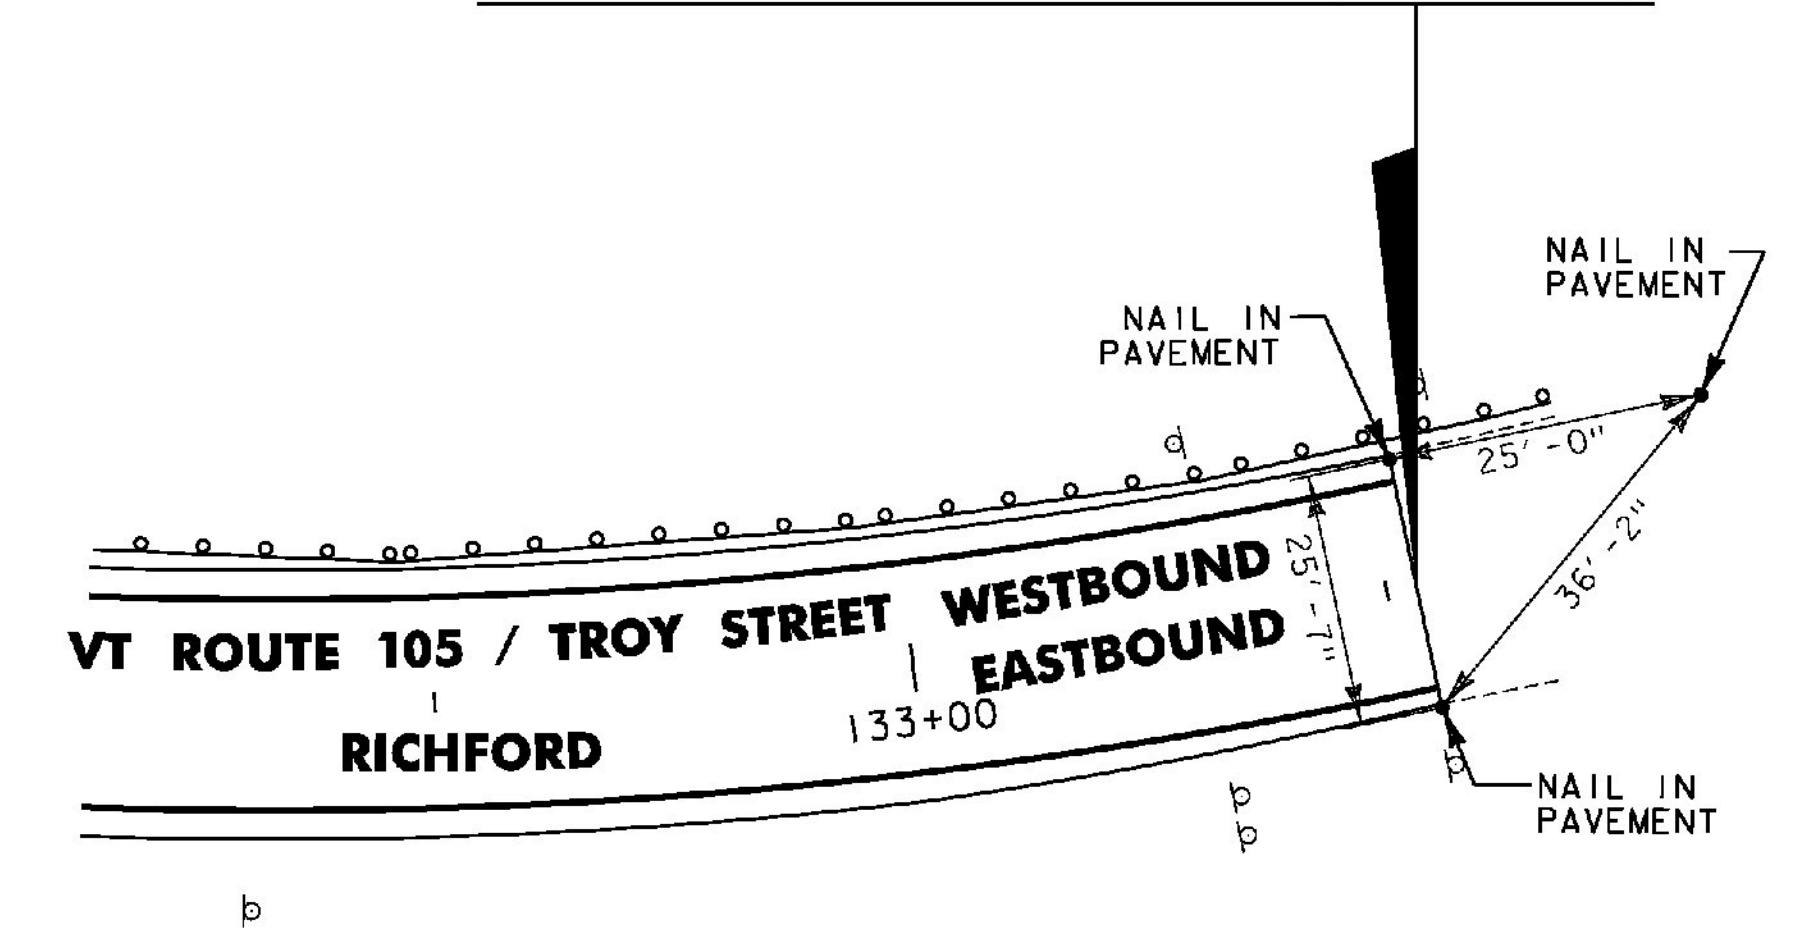 NAIL IN
PAVEMENT
NAIL IN
PAVEMENT
25'-0"
36'-2"
25'-7"
VT ROUTE 105 / TROY STREET WESTBOUND
EASTBOUND
133+00
RICHFORD
NAIL IN
PAVEMENT